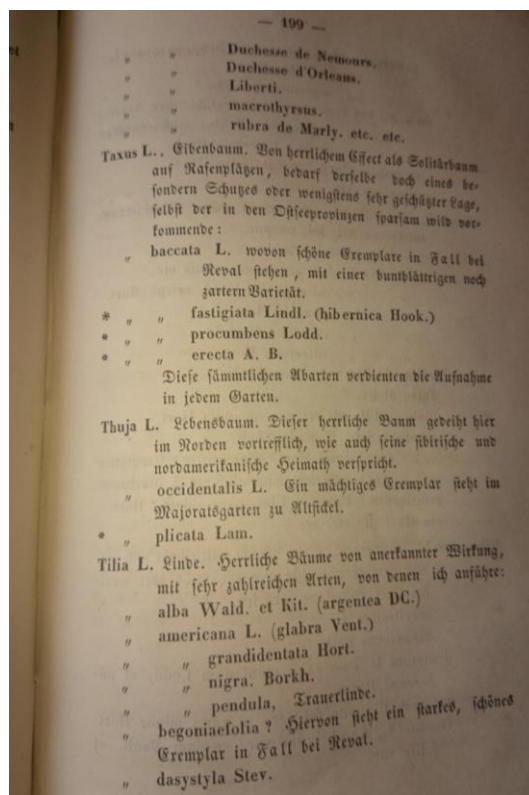 — 199 —
„ „ Duchesse de Nemours.
„ „ Duchesse d'Orleans.
„ „ Liberti.
„ „ macrothyrsus.
„ „ rubra de Marly. etc. etc.
Taxus L., Eibenbaum. Von herrlichem Effect als Solitärbaum
auf Rasenplätzen, bedarf derselbe doch eines be-
sondern Schutzes oder wenigstens sehr geschützter Lage,
selbst der in den Ostseeprovinzen sparsam wild vor-
kommende:
„ baccata L. wovon schöne Exemplare in Fall bei
Reval stehen, mit einer buntblättrigen noch
zartern Varietät.
* „ „ fastigiata Lindl. (hibernica Hook.)
* „ „ procumbens Lodd.
* „ „ erecta A. B.
Diese sämmtlichen Abarten verdienten die Aufnahme
in jedem Garten.
Thuja L. Lebensbaum. Dieser herrliche Baum gedeiht hier
im Norden vortrefflich, wie auch seine sibirische und
nordamerikanische Heimath verspricht.
„ occidentalis L. Ein mächtiges Exemplar steht im
Majoratsgarten zu Altfickel.
* „ plicata Lam.
Tilia L. Linde. Herrliche Bäume von anerkannter Wirkung,
mit sehr zahlreichen Arten, von denen ich anführe:
„ alba Wald. et Kit. (argentea DC.)
„ americana L. (glabra Vent.)
„ „ grandidentata Hort.
„ „ nigra. Borkh.
„ „ pendula, Trauerlinde.
„ begoniaefolia? Hiervon steht ein starkes, schönes
Exemplar in Fall bei Reval.
„ dasystyla Stev.